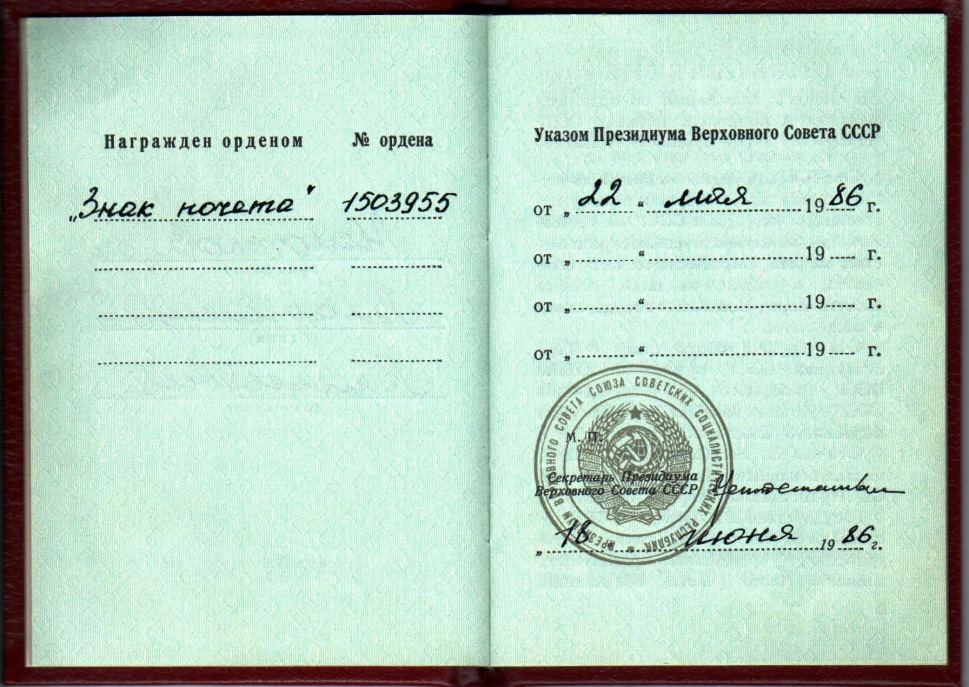 Награжден орденом № ордена
„Знак почета" 1503955
Указом Президиума Верховного Совета СССР
от „ 22 “ мая 1986 г.
от „ “ 19 г.
от „ “ 19 г.
от „ “ 19 г.
ПРЕЗИДИУМ ВЕРХОВНОГО СОВЕТА СОЮЗА СОВЕТСКИХ СОЦИАЛИСТИЧЕСКИХ РЕСПУБЛИК
М. П.
Секретарь Президиума
Верховного Совета СССР
„ 18 июня 1986 г.